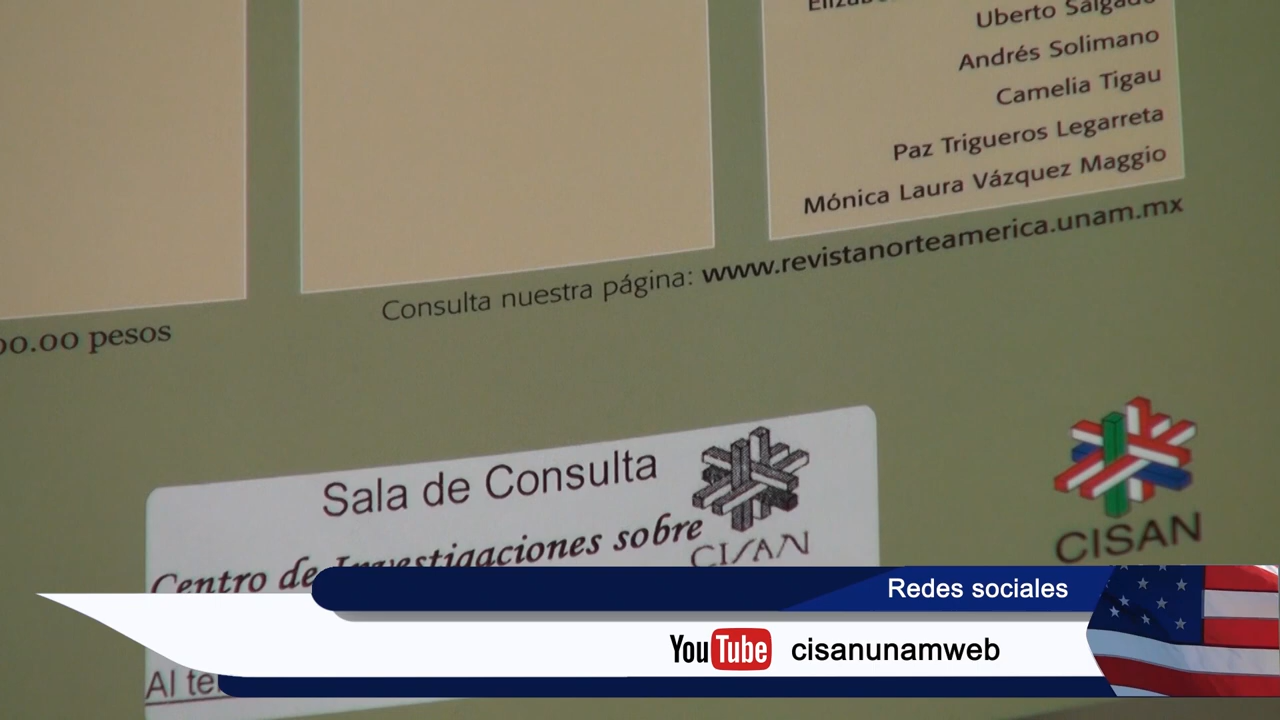 Uberto Salgado
Andrés Solimano
Camelia Tigau
Paz Trigueros Legarreta
Mónica Laura Vázquez Maggio
Consulta nuestra página: www.revistanorteamerica.unam.mx
pesos
Sala de Consulta
CISAN
Centro de Investigaciones sobre
CISAN
Redes sociales
YouTube cisanunamweb
Al